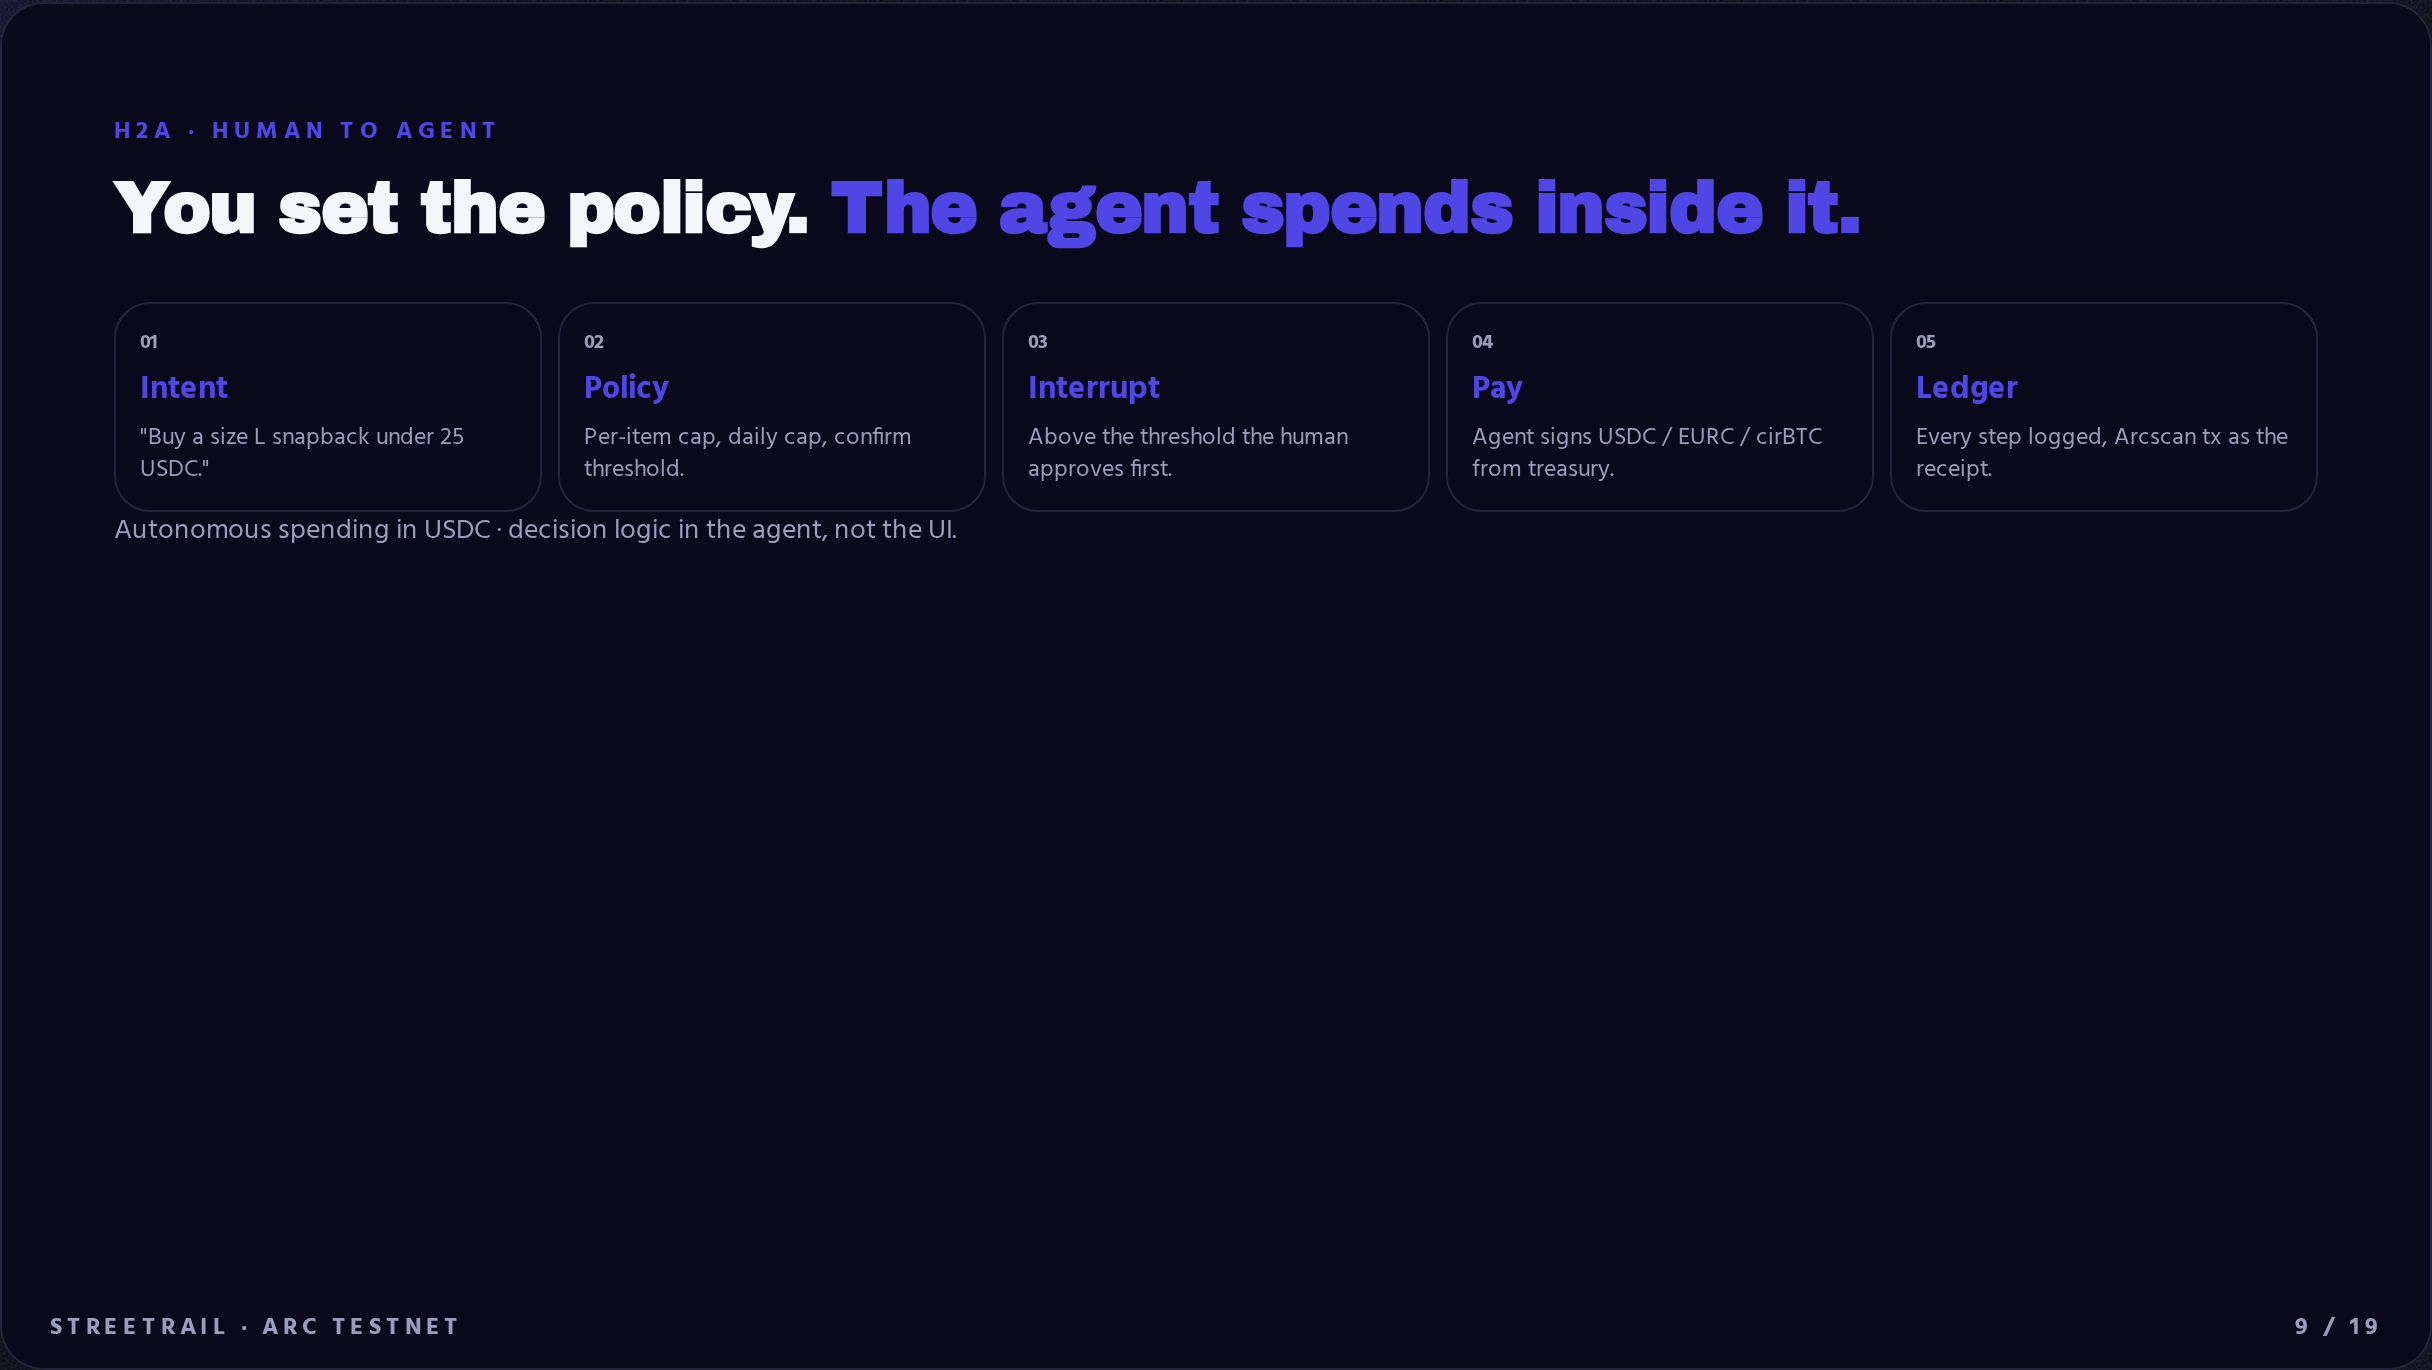 H2A · HUMAN TO AGENT
You set the policy. The agent spends inside it.
01
Intent
"Buy a size L snapback under 25
USDC."
02
Policy
Per-item cap, daily cap, confirm
threshold.
03
Interrupt
Above the threshold the human
approves first.
04
Pay
Agent signs USDC / EURC / cirBTC
from treasury.
05
Ledger
Every step logged, Arcscan tx as the
receipt.
Autonomous spending in USDC · decision logic in the agent, not the UI.
STREETRAIL · ARC TESTNET
9 / 19